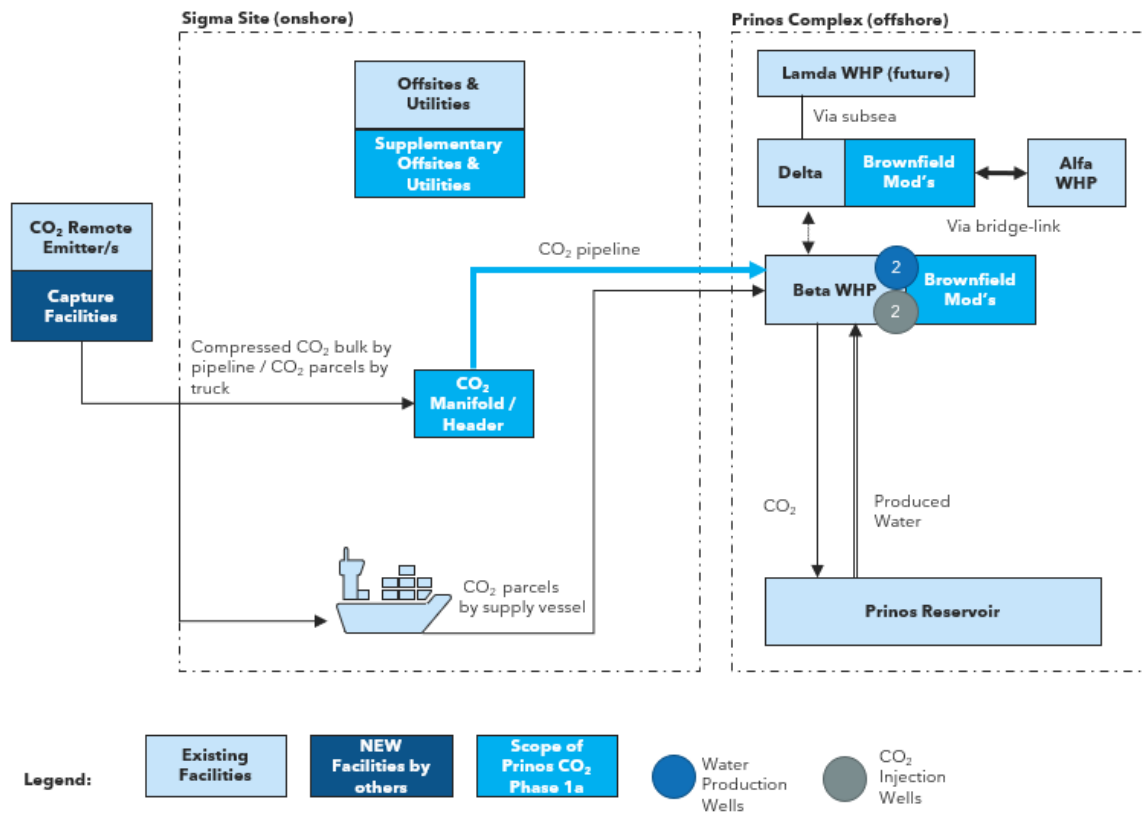 Sigma Site (onshore)
Prinos Complex (offshore)
Offsites &
Utilities
Supplementary
Offsites &
Utilities
Lamda WHP (future)
Via subsea
Delta
Brownfield
Mod's
Alfa
WHP
Via bridge-link
CO₂ Remote
Emitter/s
Capture
Facilities
CO₂ pipeline
Beta WHP
2
2
Brownfield
Mod's
Compressed CO₂ bulk by
pipeline / CO₂ parcels by
truck
CO₂
Manifold /
Header
CO₂
Produced
Water
CO₂ parcels
by supply vessel
Prinos Reservoir
Legend:
Existing
Facilities
NEW
Facilities by
others
Scope of
Prinos CO₂
Phase 1a
Water
Production
Wells
CO₂
Injection
Wells